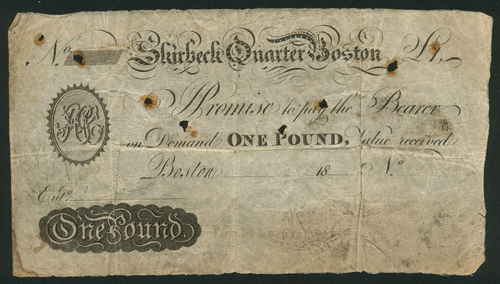 No. Skirbeck Quarter Boston £1.
I Promise to pay the Bearer
on Demand ONE POUND, Value received
Boston 18 No.
Entd.
One Pound